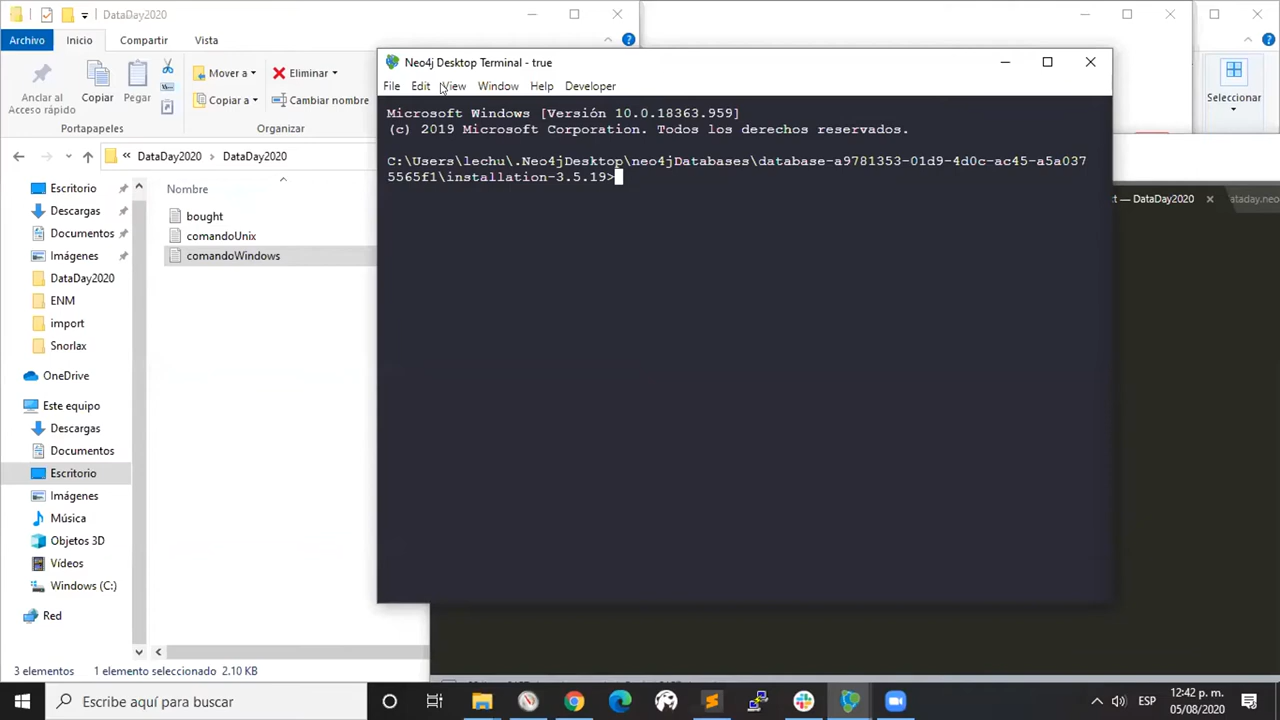 DataDay2020
Archivo Inicio Compartir Vista
Anclar al
Acceso rápido
Copiar
Pegar
Mover a
Copiar a
Eliminar
Cambiar nombre
Portapapeles
Organizar
Seleccionar
« DataDay2020 > DataDay2020
Escritorio
Descargas
Documentos
Imágenes
DataDay2020
ENM
import
Snorlax
OneDrive
Este equipo
Descargas
Documentos
Escritorio
Imágenes
Música
Objetos 3D
Vídeos
Windows (C:)
Red
Nombre
bought
comandoUnix
comandoWindows
3 elementos 1 elemento seleccionado 2.10 KB
Neo4j Desktop Terminal - true
File Edit View Window Help Developer
Microsoft Windows [Versión 10.0.18363.959]
(c) 2019 Microsoft Corporation. Todos los derechos reservados.
C:\Users\lechu\.Neo4jDesktop\neo4jDatabases\database-a9781353-01d9-4d0c-ac45-a5a037
5565f1\installation-3.5.19>
t — DataDay2020
ataday.neo
Escribe aquí para buscar
ESP
12:42 p. m.
05/08/2020